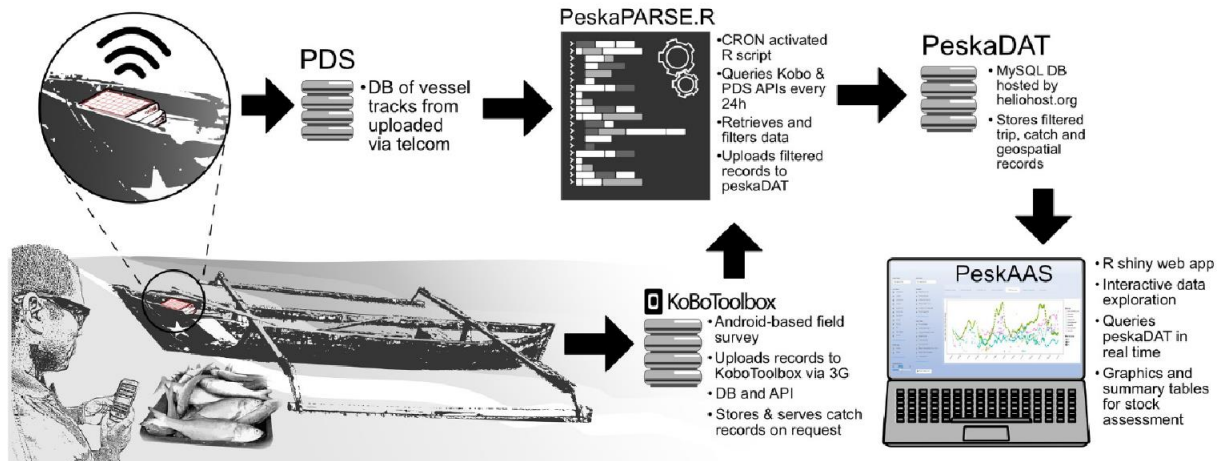 PDS
• DB of vessel
tracks from
uploaded
via telcom
PeskaPARSE.R
•CRON activated
R script
•Queries Kobo &
PDS APIs every
24h
•Retrieves and
filters data
•Uploads filtered
records to
peskaDAT
PeskaDAT
• MySQL DB
hosted by
heliohost.org
• Stores filtered
trip, catch and
geospatial
records
KoBoToolbox
• Android-based field
survey
• Uploads records to
KoboToolbox via 3G
• DB and API
• Stores & serves catch
records on request
PeskAAS
• R shiny web app
• Interactive data
exploration
• Queries
peskaDAT in
real time
• Graphics and
summary tables
for stock
assessment